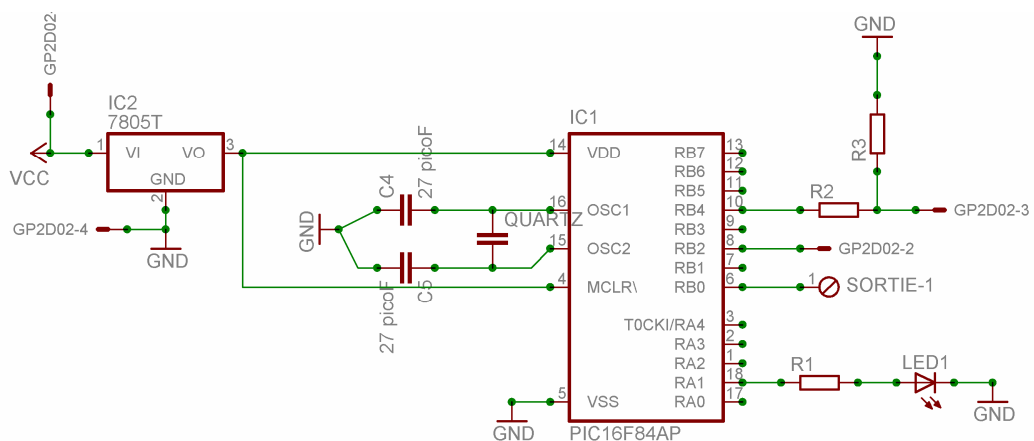 GP2D02-
VCC
IC2
7805T
1
VI
VO
3
GND
2
GP2D02-4
GND
GND
C4
27 picoF
C5
27 picoF
QUARTZ
IC1
14
VDD
16
OSC1
15
OSC2
4
MCLR\
5
VSS
GND
RB7
13
RB6
12
RB5
11
RB4
10
RB3
9
RB2
8
RB1
7
RB0
6
T0CKI/RA4
3
RA3
2
RA2
1
RA1
18
RA0
17
PIC16F84AP
GND
R3
R2
GP2D02-3
GP2D02-2
1
SORTIE-1
R1
LED1
GND